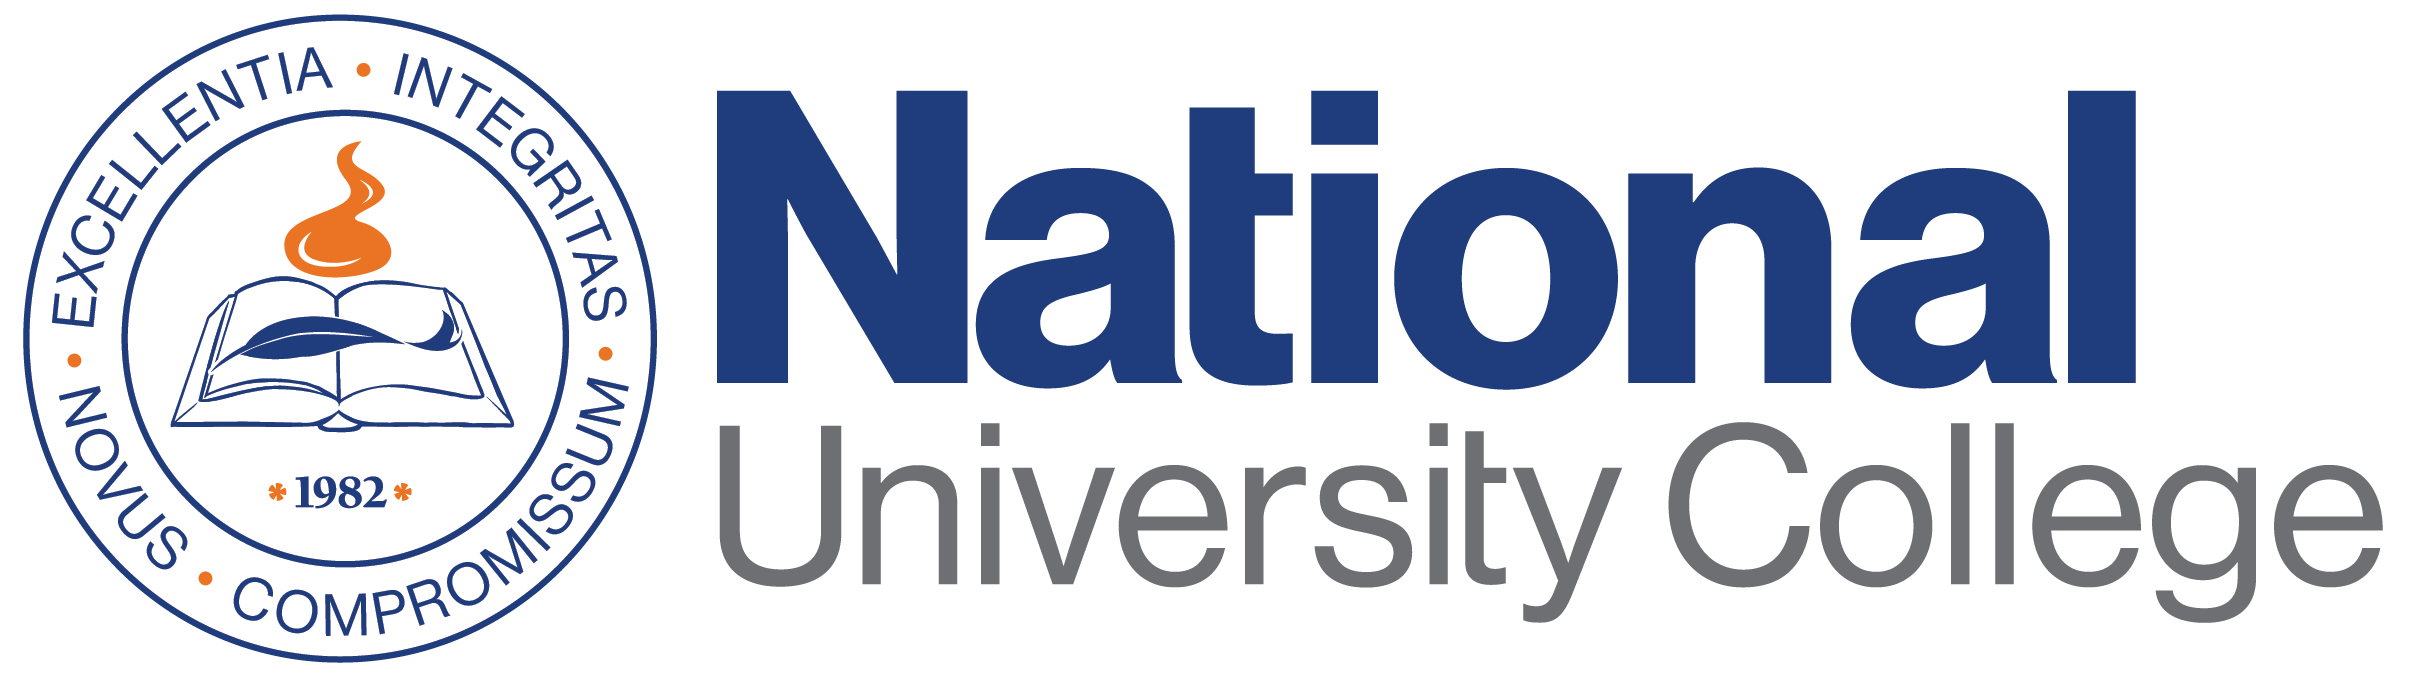 EXCELLENTIA · INTEGRITAS · COMPROMISSUM · NOVUS ·
* 1982 *
National
University College